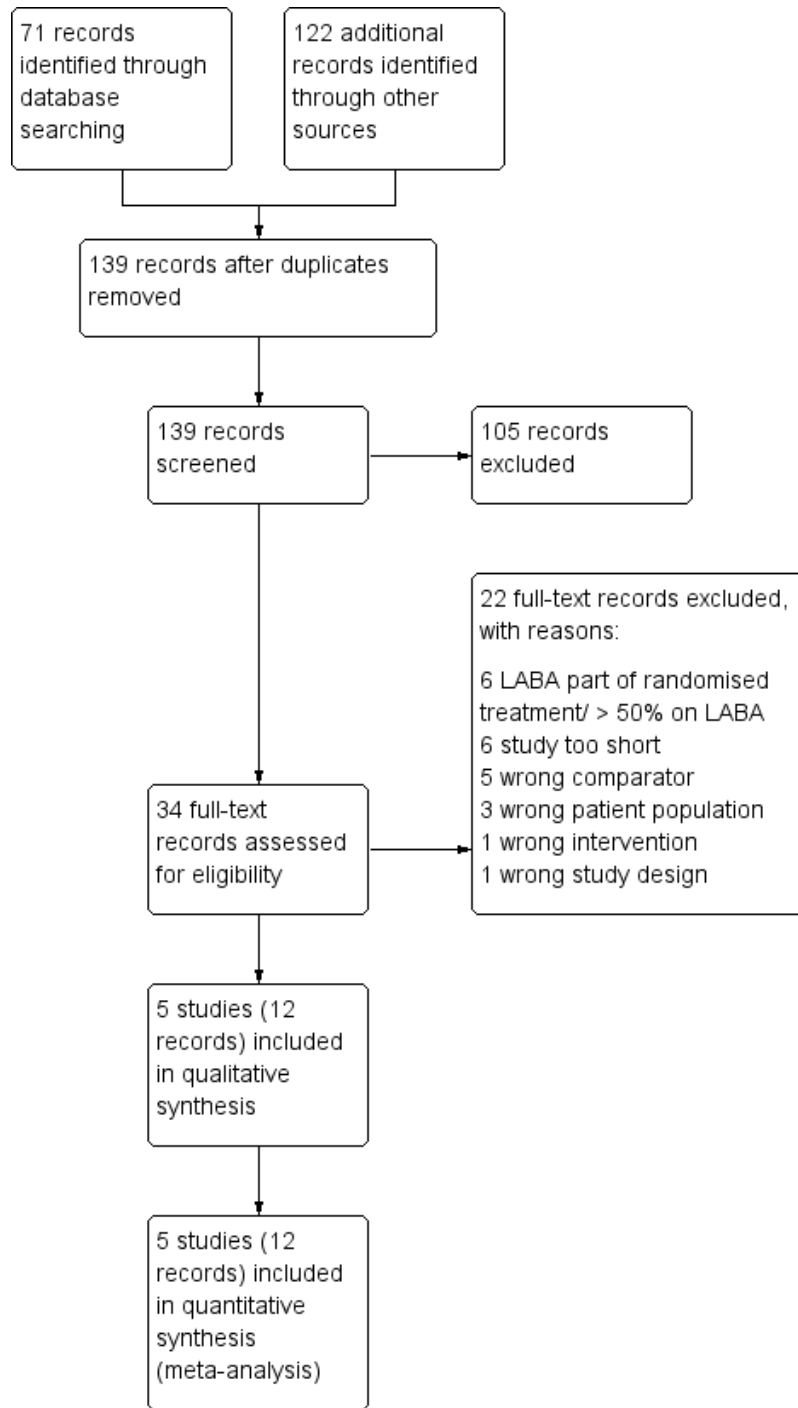 71 records
identified through
database
searching
122 additional
records identified
through other
sources
139 records after duplicates
removed
139 records
screened
105 records
excluded
22 full-text records excluded,
with reasons:
6 LABA part of randomised
treatment/ > 50% on LABA
6 study too short
5 wrong comparator
3 wrong patient population
1 wrong intervention
1 wrong study design
34 full-text
records assessed
for eligibility
5 studies (12
records) included
in qualitative
synthesis
5 studies (12
records) included
in quantitative
synthesis
(meta-analysis)